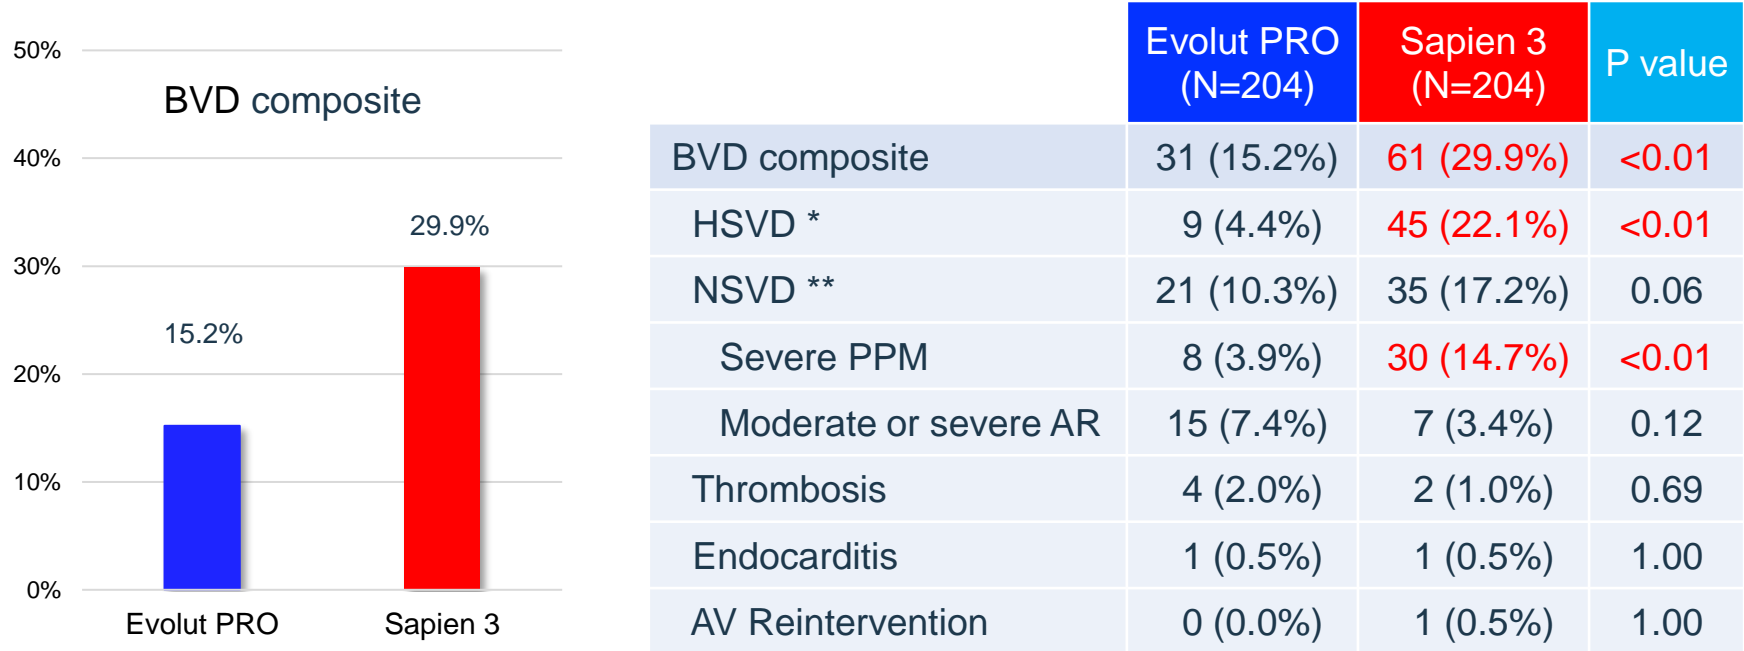 BVD composite
50%
40%
30%
20%
10%
0%
15.2%
29.9%
Evolut PRO
Sapien 3
Evolut PRO (N=204) Sapien 3 (N=204) P value
BVD composite 31 (15.2%) 61 (29.9%) <0.01
HSVD * 9 (4.4%) 45 (22.1%) <0.01
NSVD ** 21 (10.3%) 35 (17.2%) 0.06
Severe PPM 8 (3.9%) 30 (14.7%) <0.01
Moderate or severe AR 15 (7.4%) 7 (3.4%) 0.12
Thrombosis 4 (2.0%) 2 (1.0%) 0.69
Endocarditis 1 (0.5%) 1 (0.5%) 1.00
AV Reintervention 0 (0.0%) 1 (0.5%) 1.00